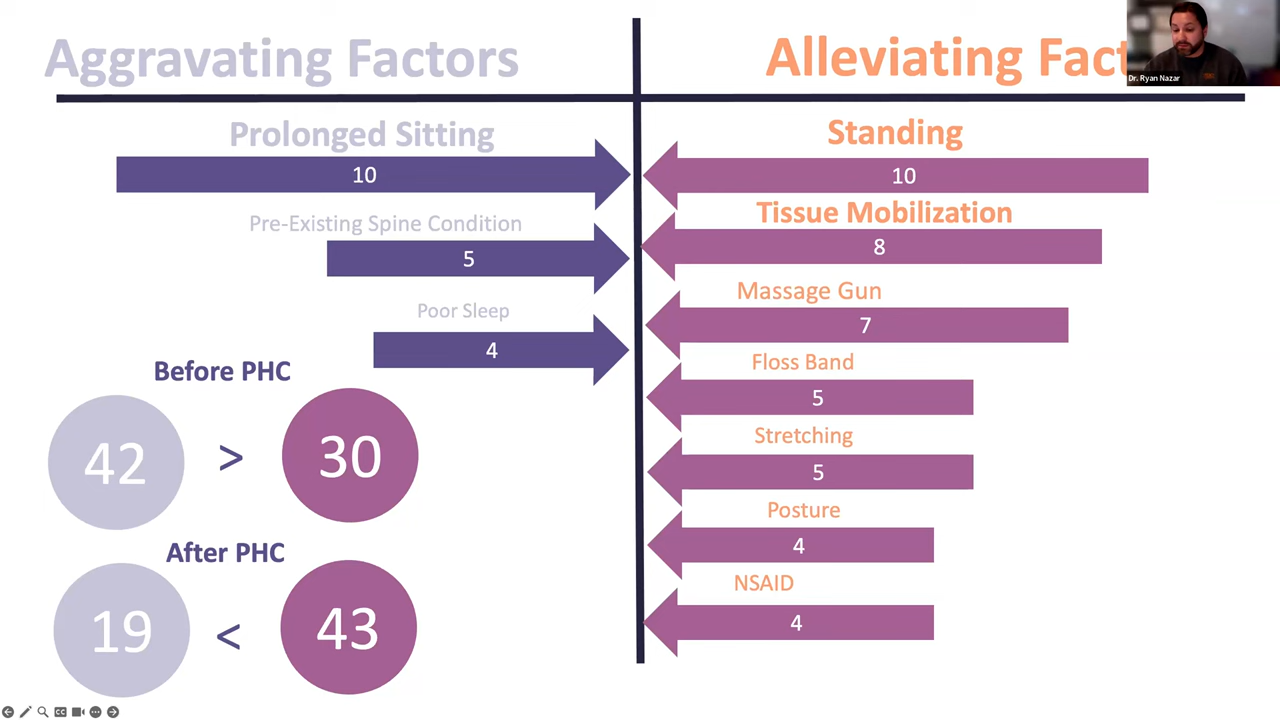 Aggravating Factors
Alleviating Fact
Dr. Ryan Nazar
Prolonged Sitting
10
Pre-Existing Spine Condition
5
Poor Sleep
4
Before PHC
42 > 30
After PHC
19 < 43
Standing
10
Tissue Mobilization
8
Massage Gun
7
Floss Band
5
Stretching
5
Posture
4
NSAID
4